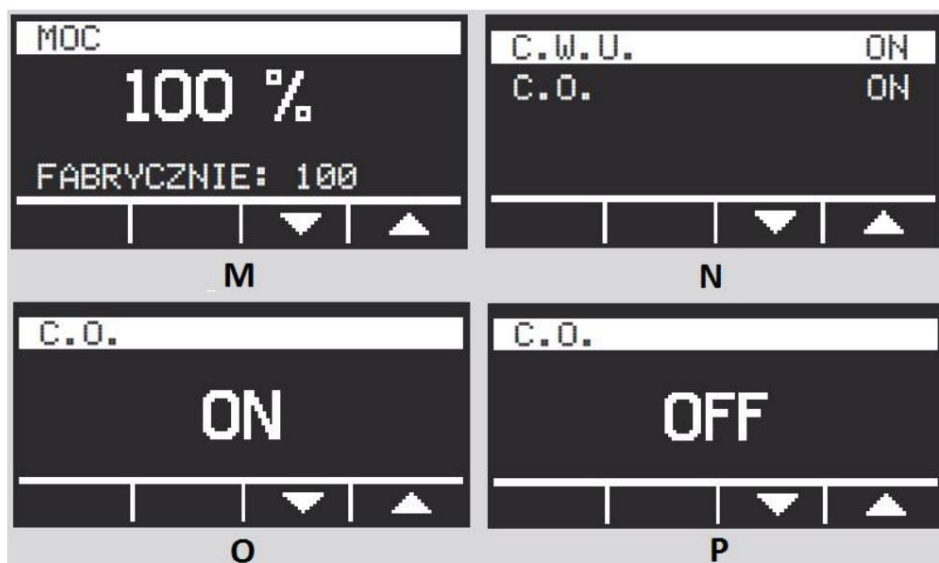 MOC
100 %
FABRYCZNIE: 100
M
C.W.U. ON
C.O. ON
N
C.O.
ON
O
C.O.
OFF
P